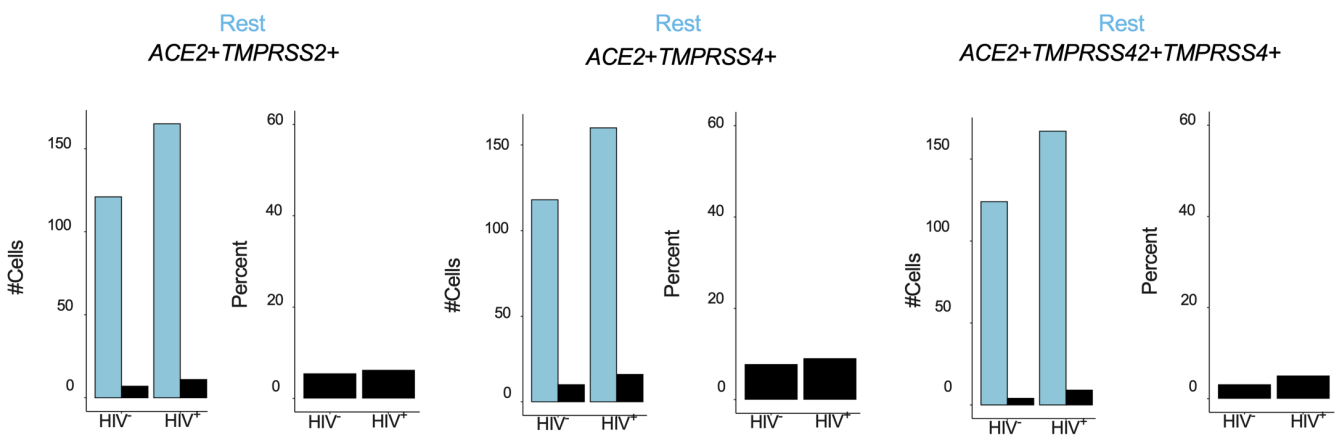 Rest
ACE2+TMPRSS2+
#Cells
150
100
50
0
HIV⁻ HIV⁺
Percent
60
40
20
0
HIV⁻ HIV⁺
Rest
ACE2+TMPRSS4+
#Cells
150
100
50
0
HIV⁻ HIV⁺
Percent
60
40
20
0
HIV⁻ HIV⁺
Rest
ACE2+TMPRSS42+TMPRSS4+
#Cells
150
100
50
0
HIV⁻ HIV⁺
Percent
60
40
20
0
HIV⁻ HIV⁺